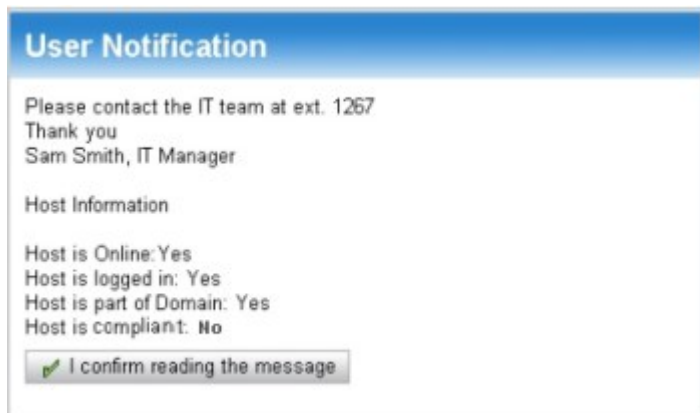 User Notification
Please contact the IT team at ext. 1267
Thank you
Sam Smith, IT Manager
Host Information
Host is Online:Yes
Host is logged in: Yes
Host is part of Domain: Yes
Host is compliant: No
I confirm reading the message